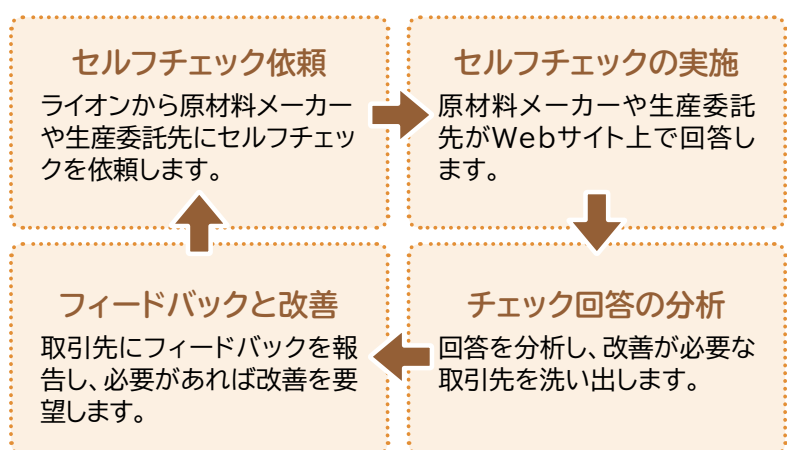 セルフチェック依頼
ライオンから原材料メーカー
や生産委託先にセルフチェッ
クを依頼します。
セルフチェックの実施
原材料メーカーや生産委託
先がWebサイト上で回答し
ます。
チェック回答の分析
回答を分析し、改善が必要な
取引先を洗い出します。
フィードバックと改善
取引先にフィードバックを報
告し、必要があれば改善を要
望します。